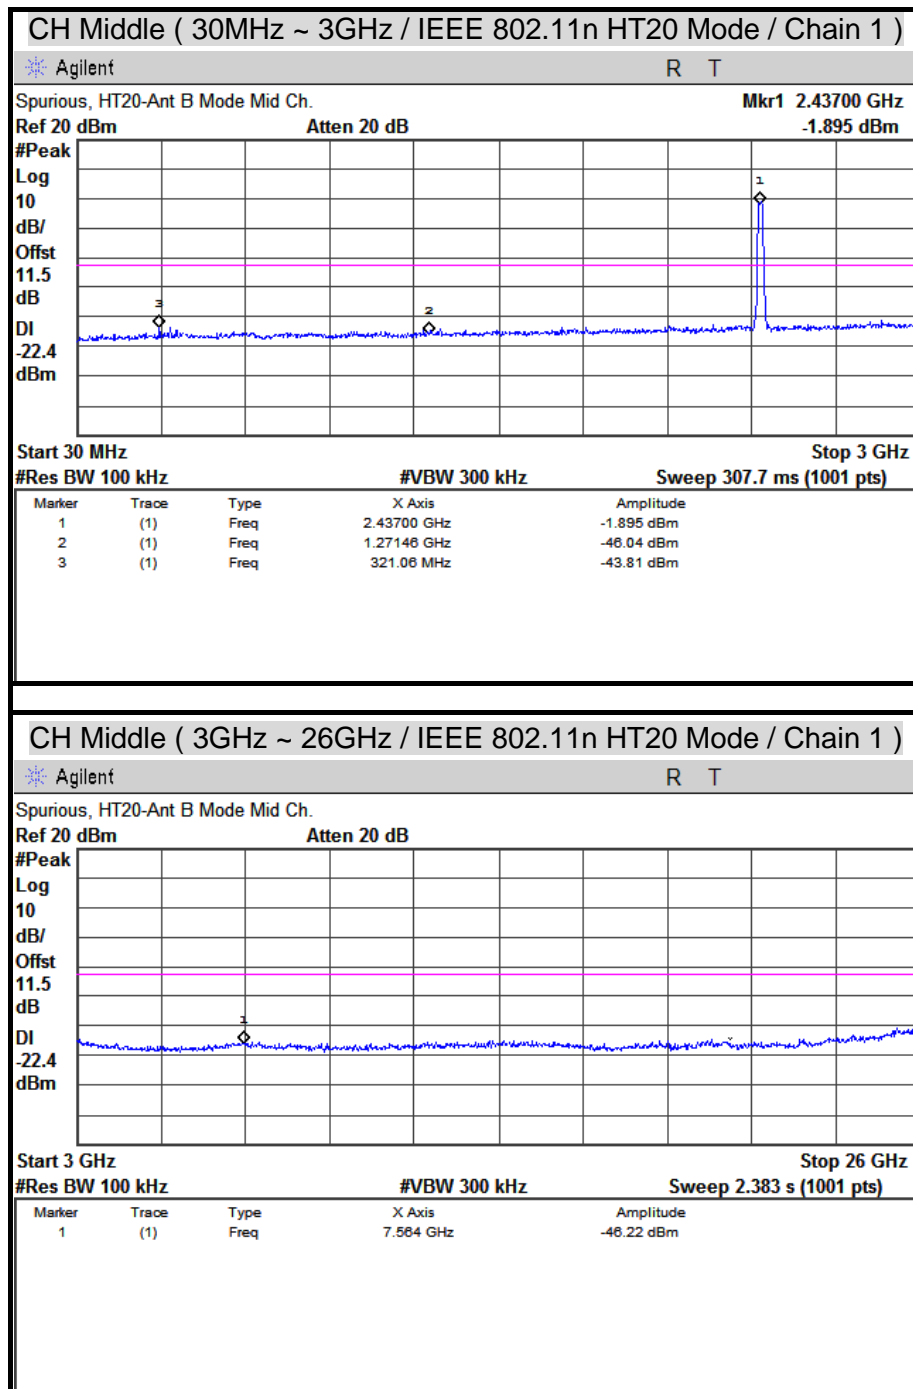 CH Middle ( 30MHz ~ 3GHz / IEEE 802.11n HT20 Mode / Chain 1 )
Agilent R T
Spurious, HT20-Ant B Mode Mid Ch. Mkr1 2.43700 GHz
Ref 20 dBm Atten 20 dB -1.895 dBm
#Peak
Log
10
dB/
Offst
11.5
dB
DI
-22.4
dBm
1
3
2
Start 30 MHz Stop 3 GHz
#Res BW 100 kHz #VBW 300 kHz Sweep 307.7 ms (1001 pts)
Marker Trace Type X Axis Amplitude
1 (1) Freq 2.43700 GHz -1.895 dBm
2 (1) Freq 1.27146 GHz -46.04 dBm
3 (1) Freq 321.06 MHz -43.81 dBm
CH Middle ( 3GHz ~ 26GHz / IEEE 802.11n HT20 Mode / Chain 1 )
Agilent R T
Spurious, HT20-Ant B Mode Mid Ch.
Ref 20 dBm Atten 20 dB
#Peak
Log
10
dB/
Offst
11.5
dB
DI
-22.4
dBm
1
Start 3 GHz Stop 26 GHz
#Res BW 100 kHz #VBW 300 kHz Sweep 2.383 s (1001 pts)
Marker Trace Type X Axis Amplitude
1 (1) Freq 7.564 GHz -46.22 dBm